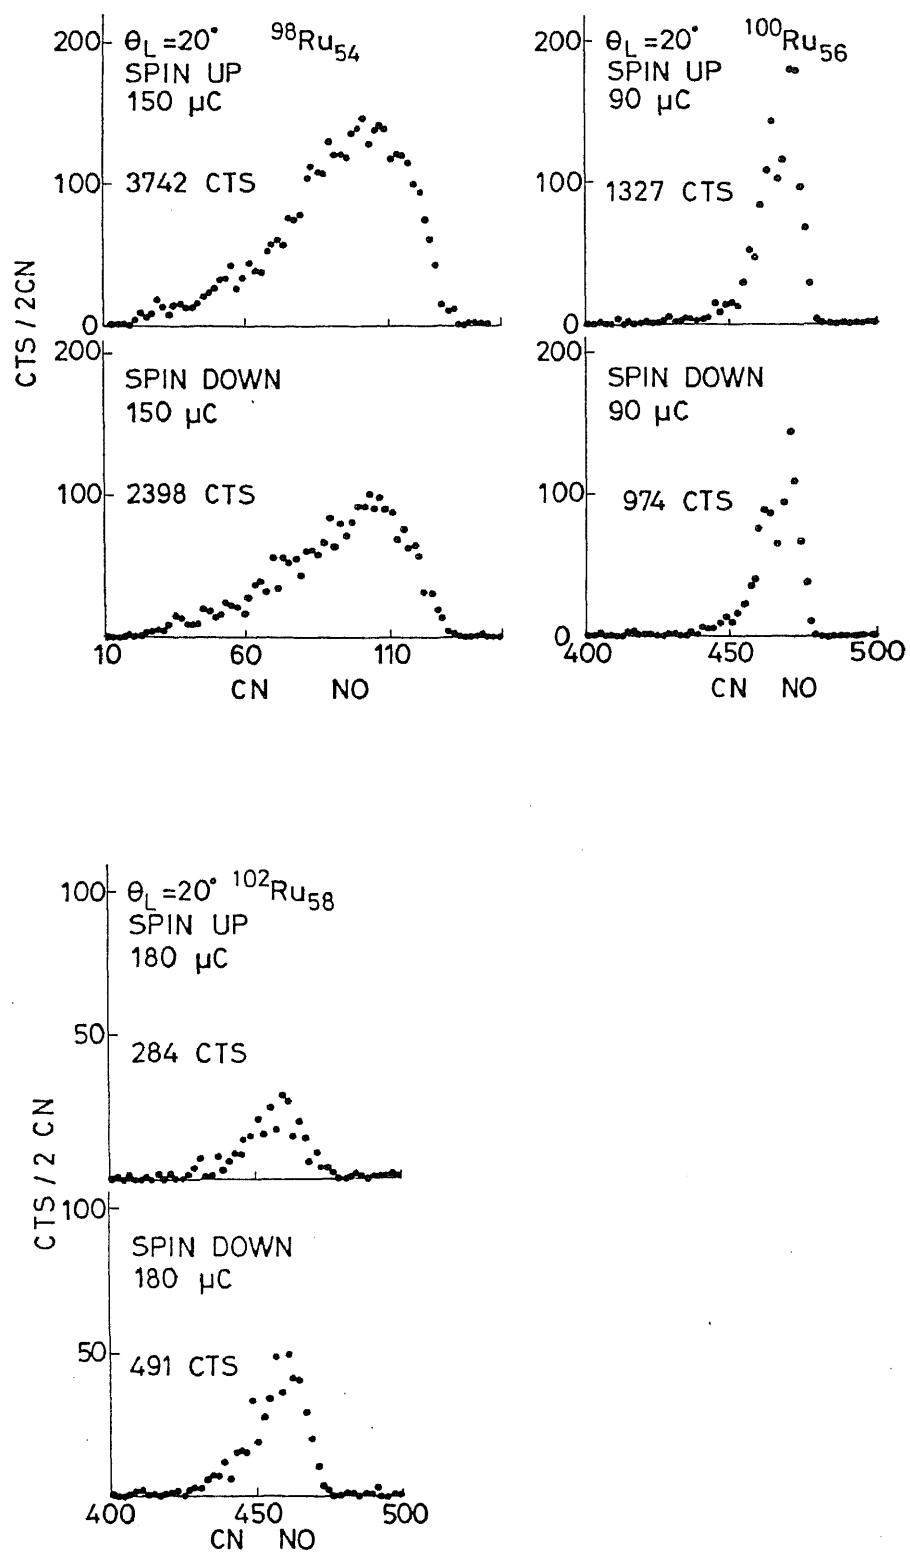 CTS / 2CN
200
θL=20° 98Ru54
SPIN UP
150 µC
100
3742 CTS
0
200
SPIN DOWN
150 µC
100
2398 CTS
0
10 60 110
CN NO
200
θL=20° 100Ru56
SPIN UP
90 µC
100
1327 CTS
0
200
SPIN DOWN
90 µC
100
974 CTS
0
400 450 500
CN NO
CTS / 2 CN
100
θL=20° 102Ru58
SPIN UP
180 µC
50
284 CTS
100
SPIN DOWN
180 µC
50
491 CTS
400 450 500
CN NO